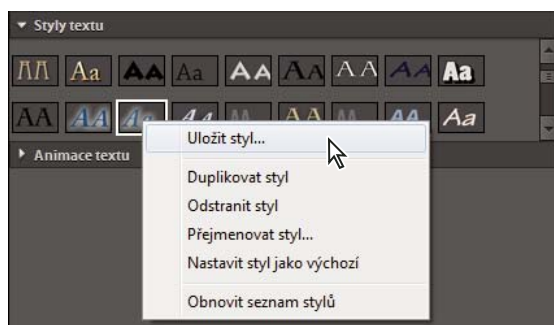 Styly textu
Aa AA Aa AA AA AA AA Aa
AA AA Aa AA Aa
Uložit styl...
Animace textu
Duplikovat styl
Odstranit styl
Přejmenovat styl...
Nastavit styl jako výchozí
Obnovit seznam stylů